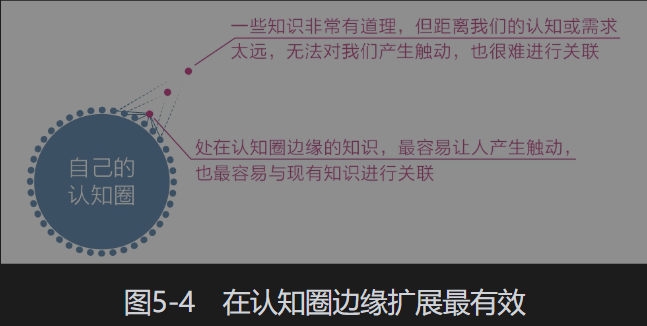 一些知识非常有道理，但距离我们的认知或需求
太远，无法对我们产生触动，也很难进行关联
处在认知圈边缘的知识，最容易让人产生触动，
也最容易与现有知识进行关联
自己的
认知圈
图5-4 在认知圈边缘扩展最有效